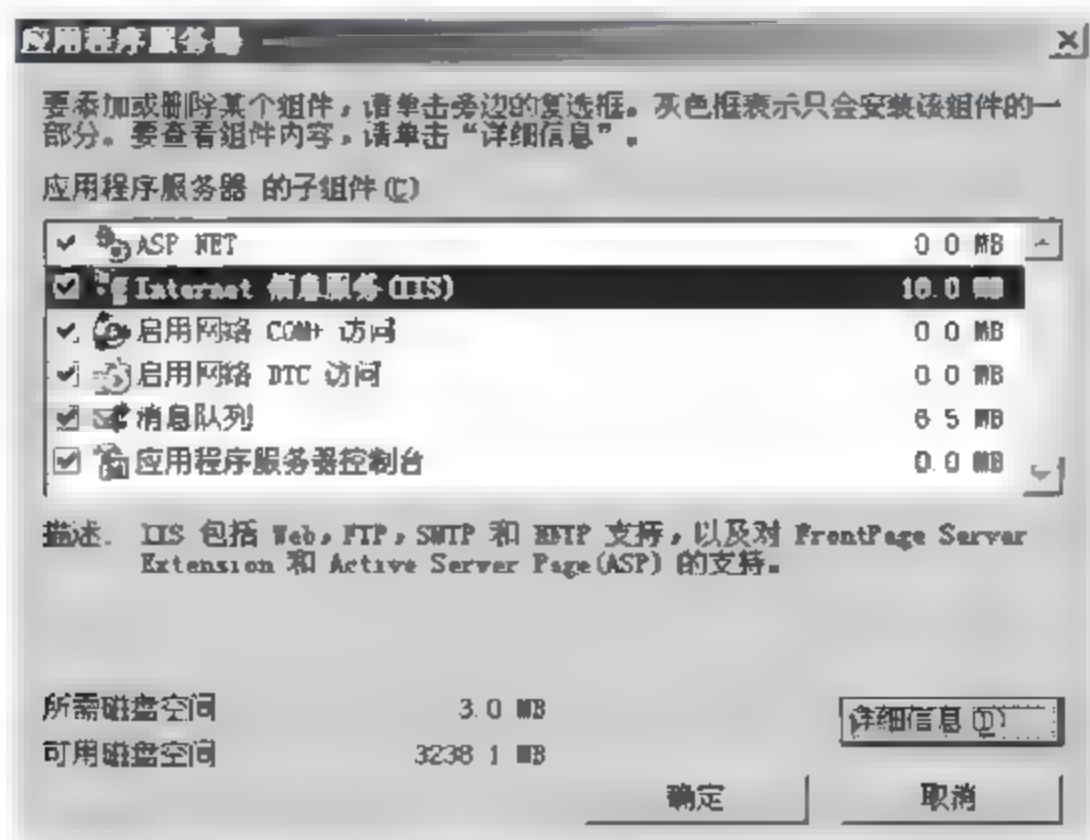 应用程序服务器
要添加或删除某个组件，请单击旁边的复选框。灰色框表示只会安装该组件的一
部分。要查看组件内容，请单击“详细信息”。
应用程序服务器 的子组件(C)
ASP NET 0 0 MB
Internet 信息服务(IIS) 10.0 MB
启用网络 COM+ 访问 0 0 MB
启用网络 DTC 访问 0 0 MB
消息队列 6 5 MB
应用程序服务器控制台 0.0 MB
描述. IIS 包括 Web，FTP，SMTP 和 NNTP 支持，以及对 FrontPage Server
Extension 和 Active Server Page(ASP) 的支持。
所需磁盘空间 3.0 MB
详细信息(D)
可用磁盘空间 3238 1 MB
确定 取消